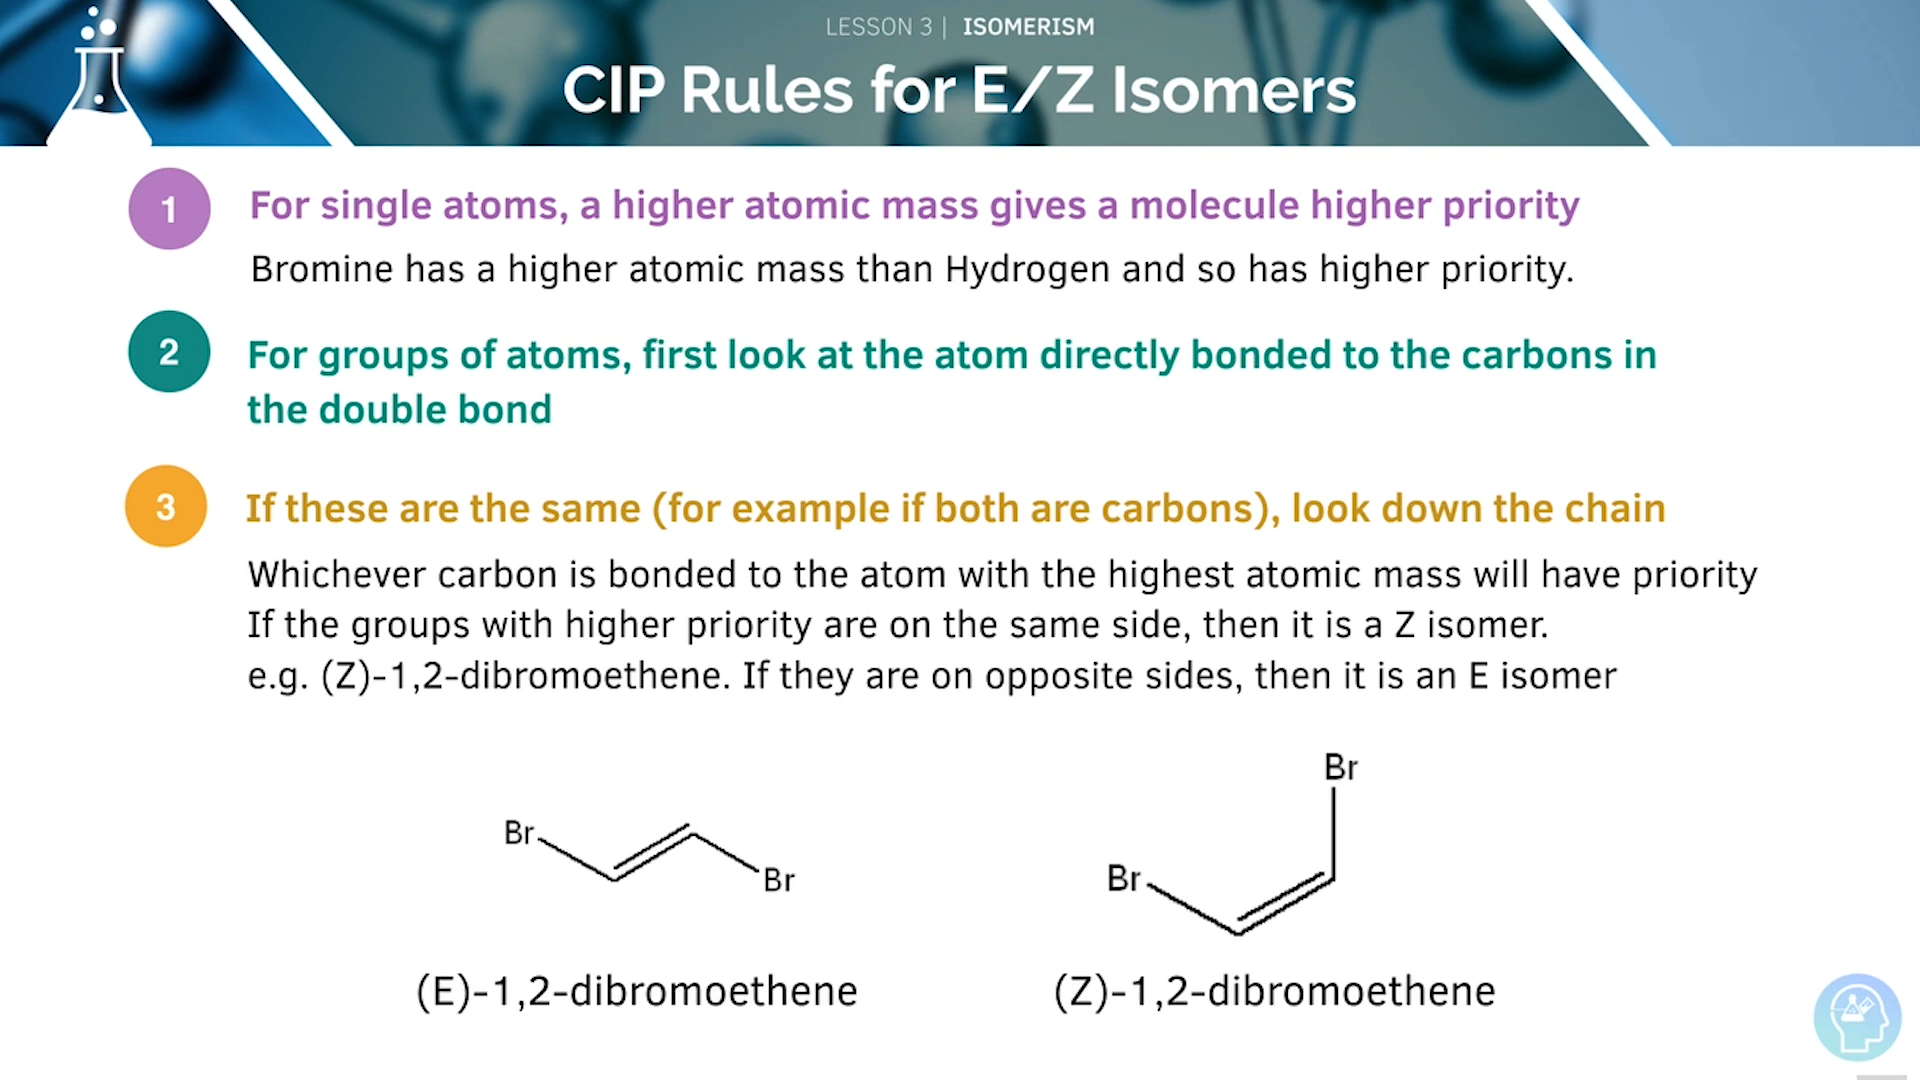 LESSON 3 | ISOMERISM
CIP Rules for E/Z Isomers
1
For single atoms, a higher atomic mass gives a molecule higher priority
Bromine has a higher atomic mass than Hydrogen and so has higher priority.
2
For groups of atoms, first look at the atom directly bonded to the carbons in
the double bond
3
If these are the same (for example if both are carbons), look down the chain
Whichever carbon is bonded to the atom with the highest atomic mass will have priority
If the groups with higher priority are on the same side, then it is a Z isomer.
e.g. (Z)-1,2-dibromoethene. If they are on opposite sides, then it is an E isomer
Br
Br
(E)-1,2-dibromoethene
Br
Br
(Z)-1,2-dibromoethene